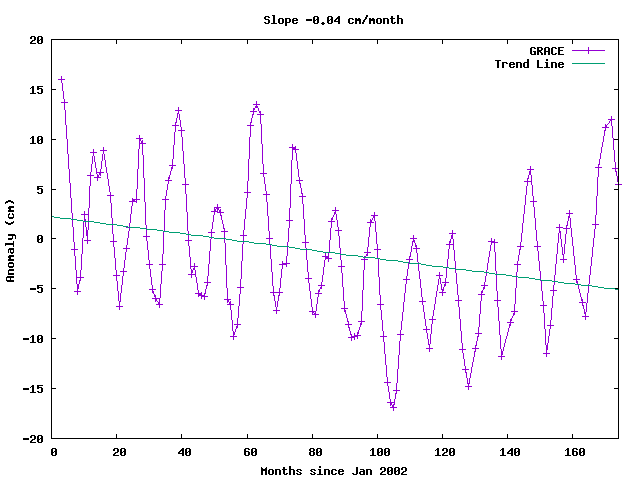 Slope -0.04 cm/month
GRACE
Trend Line
20
15
10
5
0
-5
-10
-15
-20
Anomaly (cm)
0 20 40 60 80 100 120 140 160
Months since Jan 2002